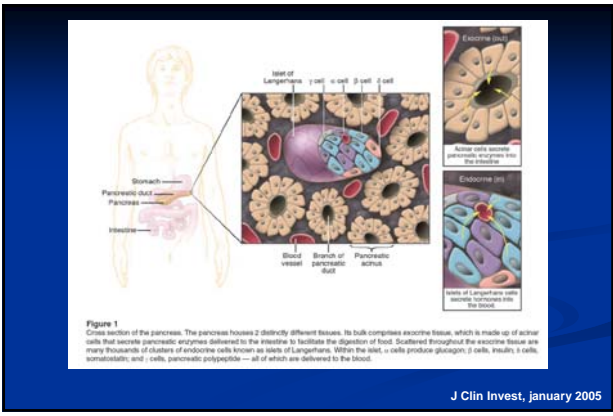 Islet of
Langerhans γ cell α cell β cell δ cell
Stomach
Pancreatic duct
Pancreas
Intestine
Blood
vessel
Branch of
pancreatic
duct
Pancreatic
acinus
Exocrine (out)
Acinar cells secrete
pancreatic enzymes into
the intestine
Endocrine (in)
Islets of Langerhans cells
secrete hormones into
the blood.
Figure 1
Cross section of the pancreas. The pancreas houses 2 distinctly different tissues. Its bulk comprises exocrine tissue, which is made up of acinar
cells that secrete pancreatic enzymes delivered to the intestine to facilitate the digestion of food. Scattered throughout the exocrine tissue are
many thousands of clusters of endocrine cells known as islets of Langerhans. Within the islet, α cells produce glucagon; β cells, insulin; δ cells,
somatostatin; and γ cells, pancreatic polypeptide — all of which are delivered to the blood.
J Clin Invest, january 2005